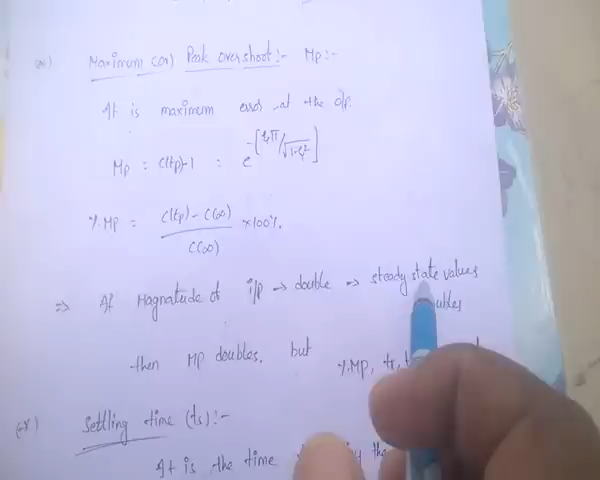 (iv) Maximum (or) Peak overshoot :- Mp :-
It is maximum error at the o/p.
Mp = C(tp)-1 = e^-[ξπ/√1-ξ²]
% Mp = C(tp) - C(∞) / C(∞) × 100%.
⇒ If Magnitude of i/p → double ⇒ steady state values
doubles
then MP doubles. but % MP, tr,
(v) Settling time (ts) :-
It is the time the